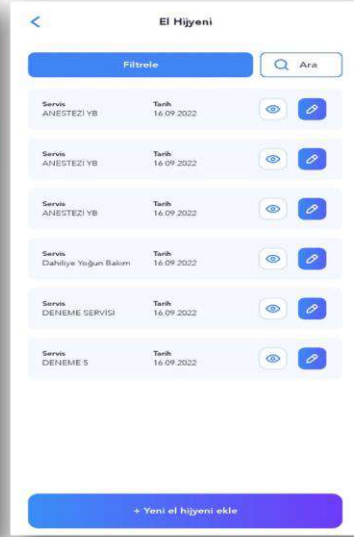 El Hijyeni
Filtrele
Ara
Servis Tarih
ANESTEZİ YB 16.09.2022
Servis Tarih
ANESTEZİ YB 16.09.2022
Servis Tarih
ANESTEZİ YB 16.09.2022
Servis Tarih
Dahiliye Yoğun Bakım 16.09.2022
Servis Tarih
DENEME SERVİSİ 16.09.2022
Servis Tarih
DENEME 5 16.09.2022
+ Yeni el hijyeni ekle